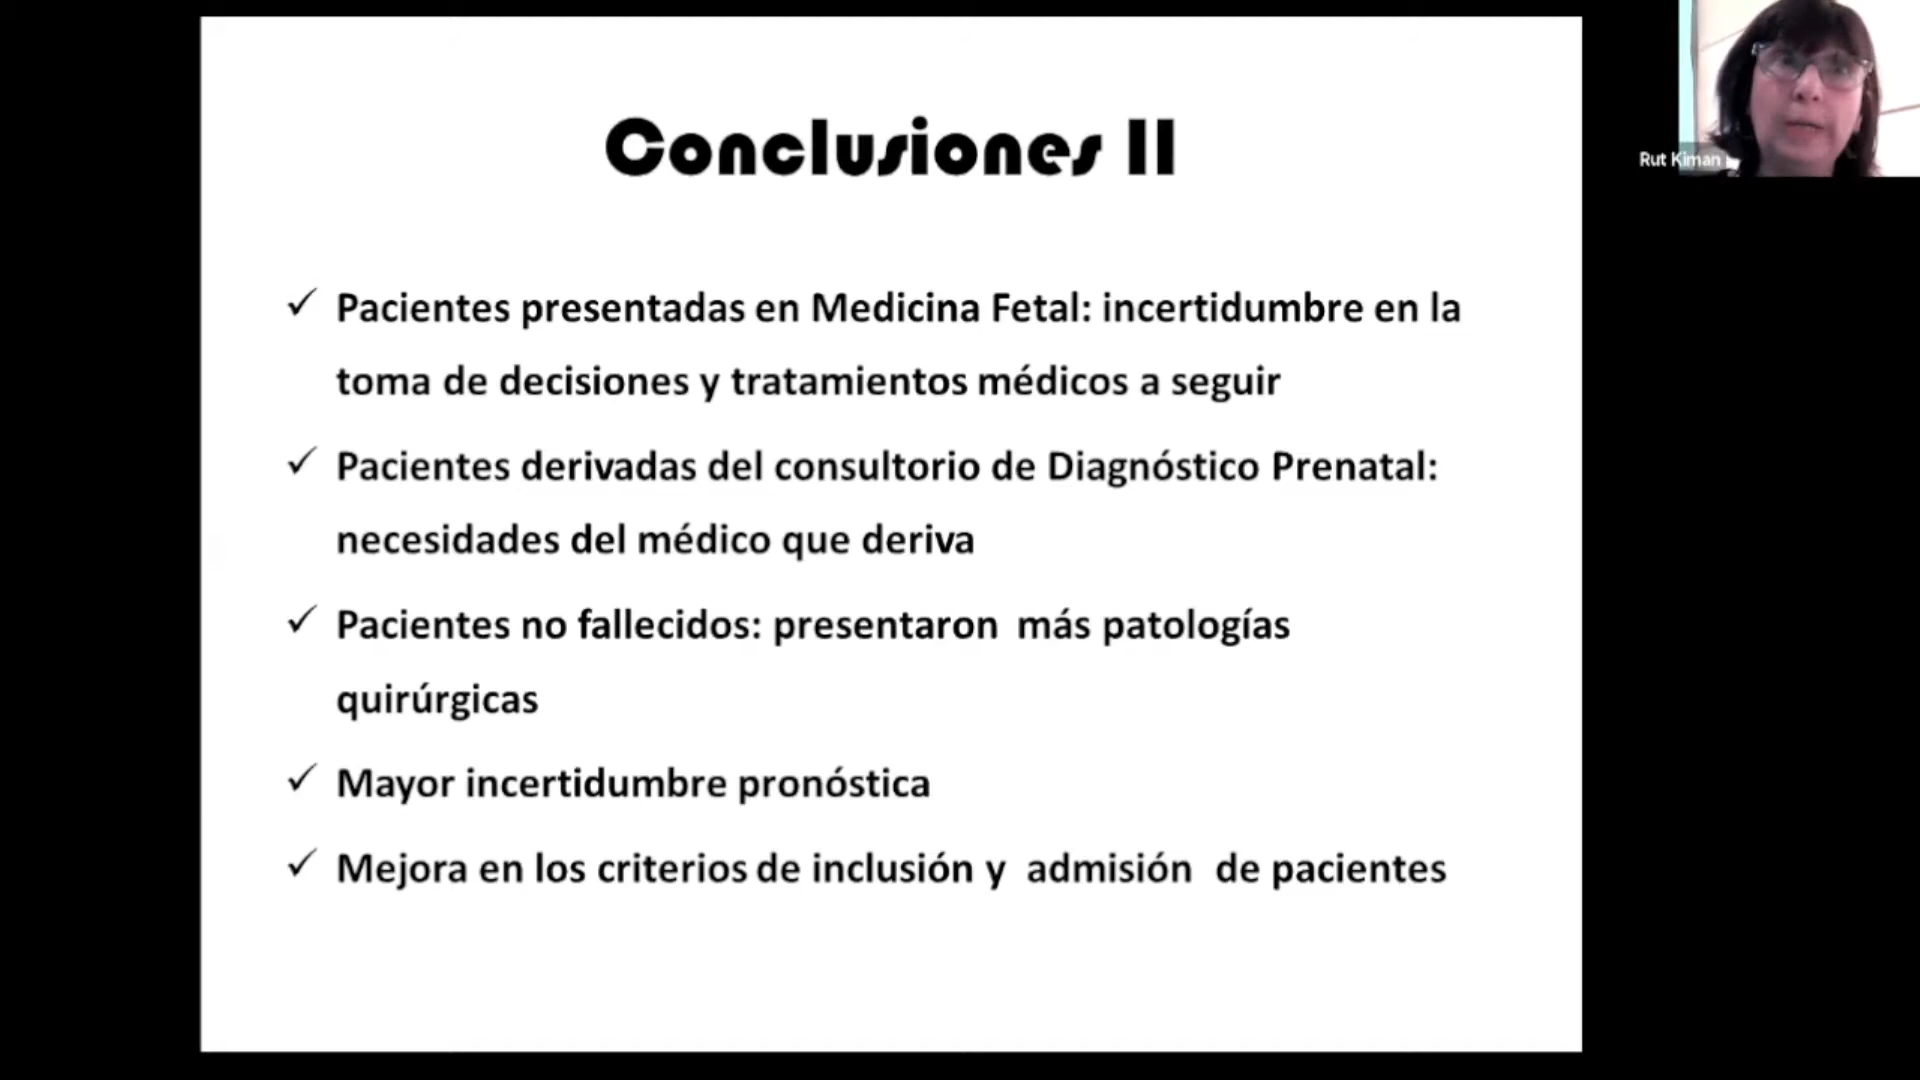 Conclusiones II
Rut Kiman
✓ Pacientes presentadas en Medicina Fetal: incertidumbre en la
toma de decisiones y tratamientos médicos a seguir
✓ Pacientes derivadas del consultorio de Diagnóstico Prenatal:
necesidades del médico que deriva
✓ Pacientes no fallecidos: presentaron más patologías
quirúrgicas
✓ Mayor incertidumbre pronóstica
✓ Mejora en los criterios de inclusión y admisión de pacientes